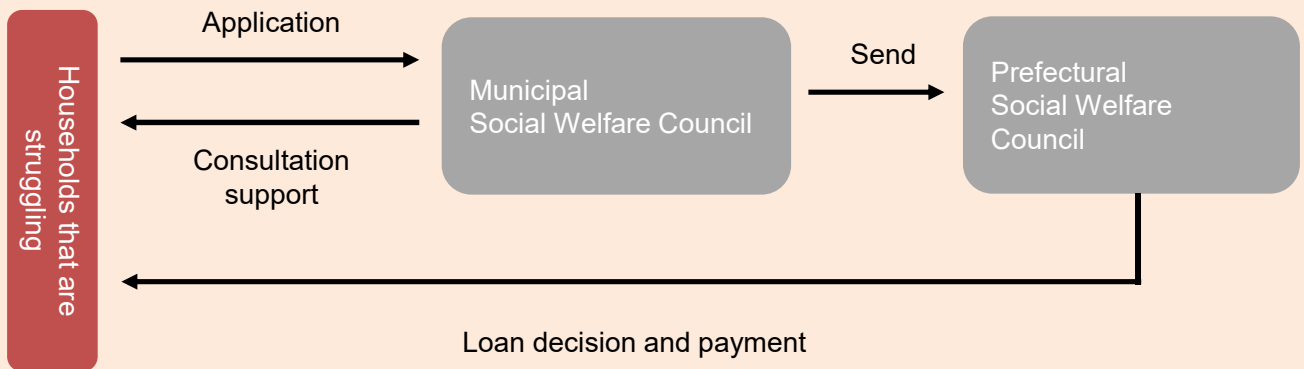 Households that are
struggling
Application
Consultation
support
Municipal
Social Welfare Council
Send
Prefectural
Social Welfare
Council
Loan decision and payment